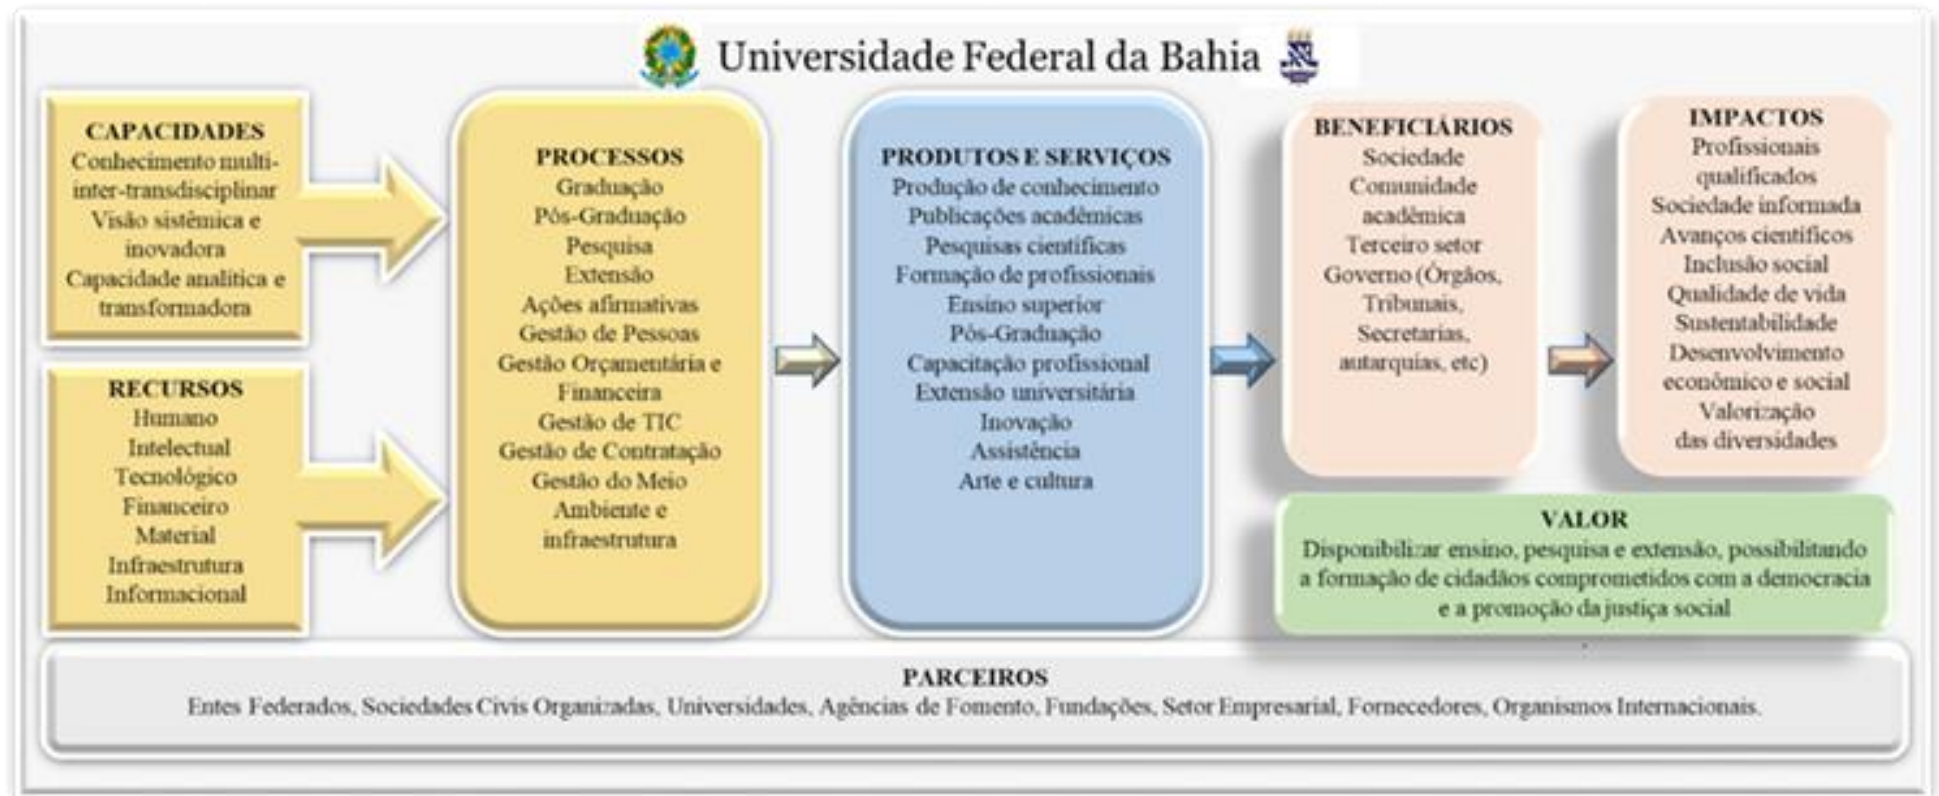 Universidade Federal da Bahia
CAPACIDADES
Conhecimento multi-
inter-transdisciplinar
Visão sistêmica e
inovadora
Capacidade analítica e
transformadora
RECURSOS
Humano
Intelectual
Tecnológico
Financeiro
Material
Infraestrutura
Informacional
PROCESSOS
Graduação
Pós-Graduação
Pesquisa
Extensão
Ações afirmativas
Gestão de Pessoas
Gestão Orçamentária e
Financeira
Gestão de TIC
Gestão de Contratação
Gestão do Meio
Ambiente e
infraestrutura
PRODUTOS E SERVIÇOS
Produção de conhecimento
Publicações acadêmicas
Pesquisas científicas
Formação de profissionais
Ensino superior
Pós-Graduação
Capacitação profissional
Extensão universitária
Inovação
Assistência
Arte e cultura
BENEFICIÁRIOS
Sociedade
Comunidade
acadêmica
Terceiro setor
Governo (Órgãos,
Tribunais,
Secretarias,
autarquias, etc)
IMPACTOS
Profissionais
qualificados
Sociedade informada
Avanços científicos
Inclusão social
Qualidade de vida
Sustentabilidade
Desenvolvimento
econômico e social
Valorização
das diversidades
VALOR
Disponibilizar ensino, pesquisa e extensão, possibilitando
a formação de cidadãos comprometidos com a democracia
e a promoção da justiça social
PARCEIROS
Entes Federados, Sociedades Civis Organizadas, Universidades, Agências de Fomento, Fundações, Setor Empresarial, Fornecedores, Organismos Internacionais.